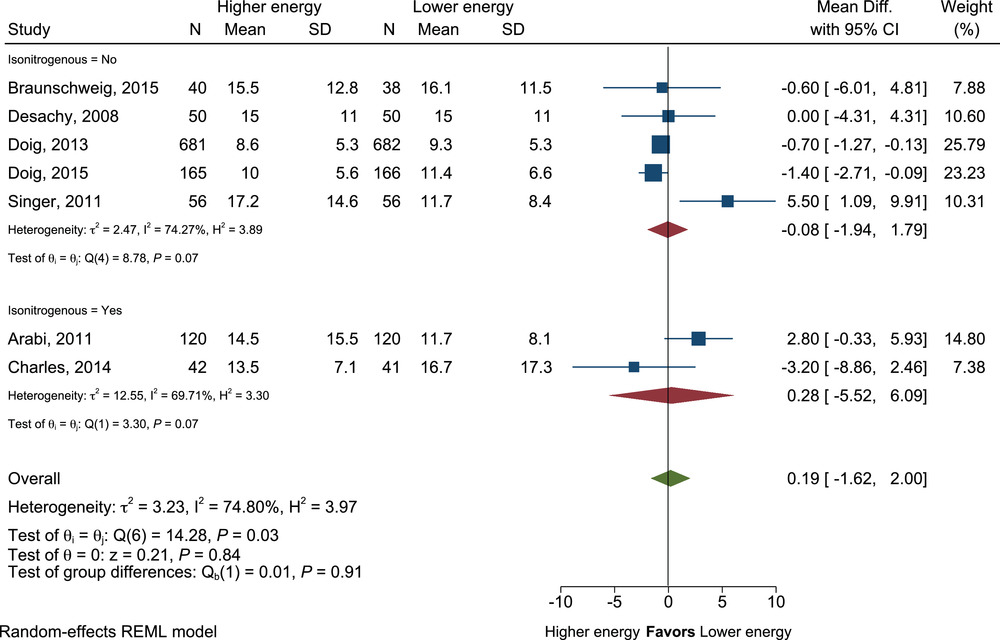 Higher energy Lower energy Mean Diff. Weight
Study N Mean SD N Mean SD with 95% CI (%)
Isonitrogenous = No
Braunschweig, 2015 40 15.5 12.8 38 16.1 11.5 -0.60 [ -6.01, 4.81] 7.88
Desachy, 2008 50 15 11 50 15 11 0.00 [ -4.31, 4.31] 10.60
Doig, 2013 681 8.6 5.3 682 9.3 5.3 -0.70 [ -1.27, -0.13] 25.79
Doig, 2015 165 10 5.6 166 11.4 6.6 -1.40 [ -2.71, -0.09] 23.23
Singer, 2011 56 17.2 14.6 56 11.7 8.4 5.50 [ 1.09, 9.91] 10.31
Heterogeneity: τ² = 2.47, I² = 74.27%, H² = 3.89 -0.08 [ -1.94, 1.79]
Test of θᵢ = θⱼ: Q(4) = 8.78, P = 0.07
Isonitrogenous = Yes
Arabi, 2011 120 14.5 15.5 120 11.7 8.1 2.80 [ -0.33, 5.93] 14.80
Charles, 2014 42 13.5 7.1 41 16.7 17.3 -3.20 [ -8.86, 2.46] 7.38
Heterogeneity: τ² = 12.55, I² = 69.71%, H² = 3.30 0.28 [ -5.52, 6.09]
Test of θᵢ = θⱼ: Q(1) = 3.30, P = 0.07
Overall 0.19 [ -1.62, 2.00]
Heterogeneity: τ² = 3.23, I² = 74.80%, H² = 3.97
Test of θᵢ = θⱼ: Q(6) = 14.28, P = 0.03
Test of θ = 0: z = 0.21, P = 0.84
Test of group differences: Q_b(1) = 0.01, P = 0.91
-10 -5 0 5 10
Random-effects REML model Higher energy Favors Lower energy